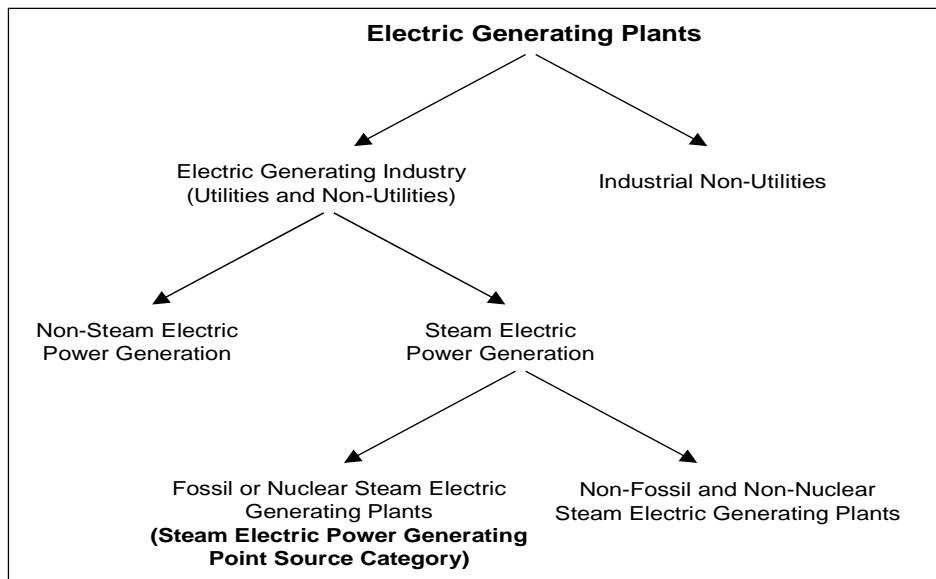 Electric Generating Plants
Electric Generating Industry
(Utilities and Non-Utilities)
Industrial Non-Utilities
Non-Steam Electric
Power Generation
Steam Electric
Power Generation
Fossil or Nuclear Steam Electric
Generating Plants
(Steam Electric Power Generating
Point Source Category)
Non-Fossil and Non-Nuclear
Steam Electric Generating Plants